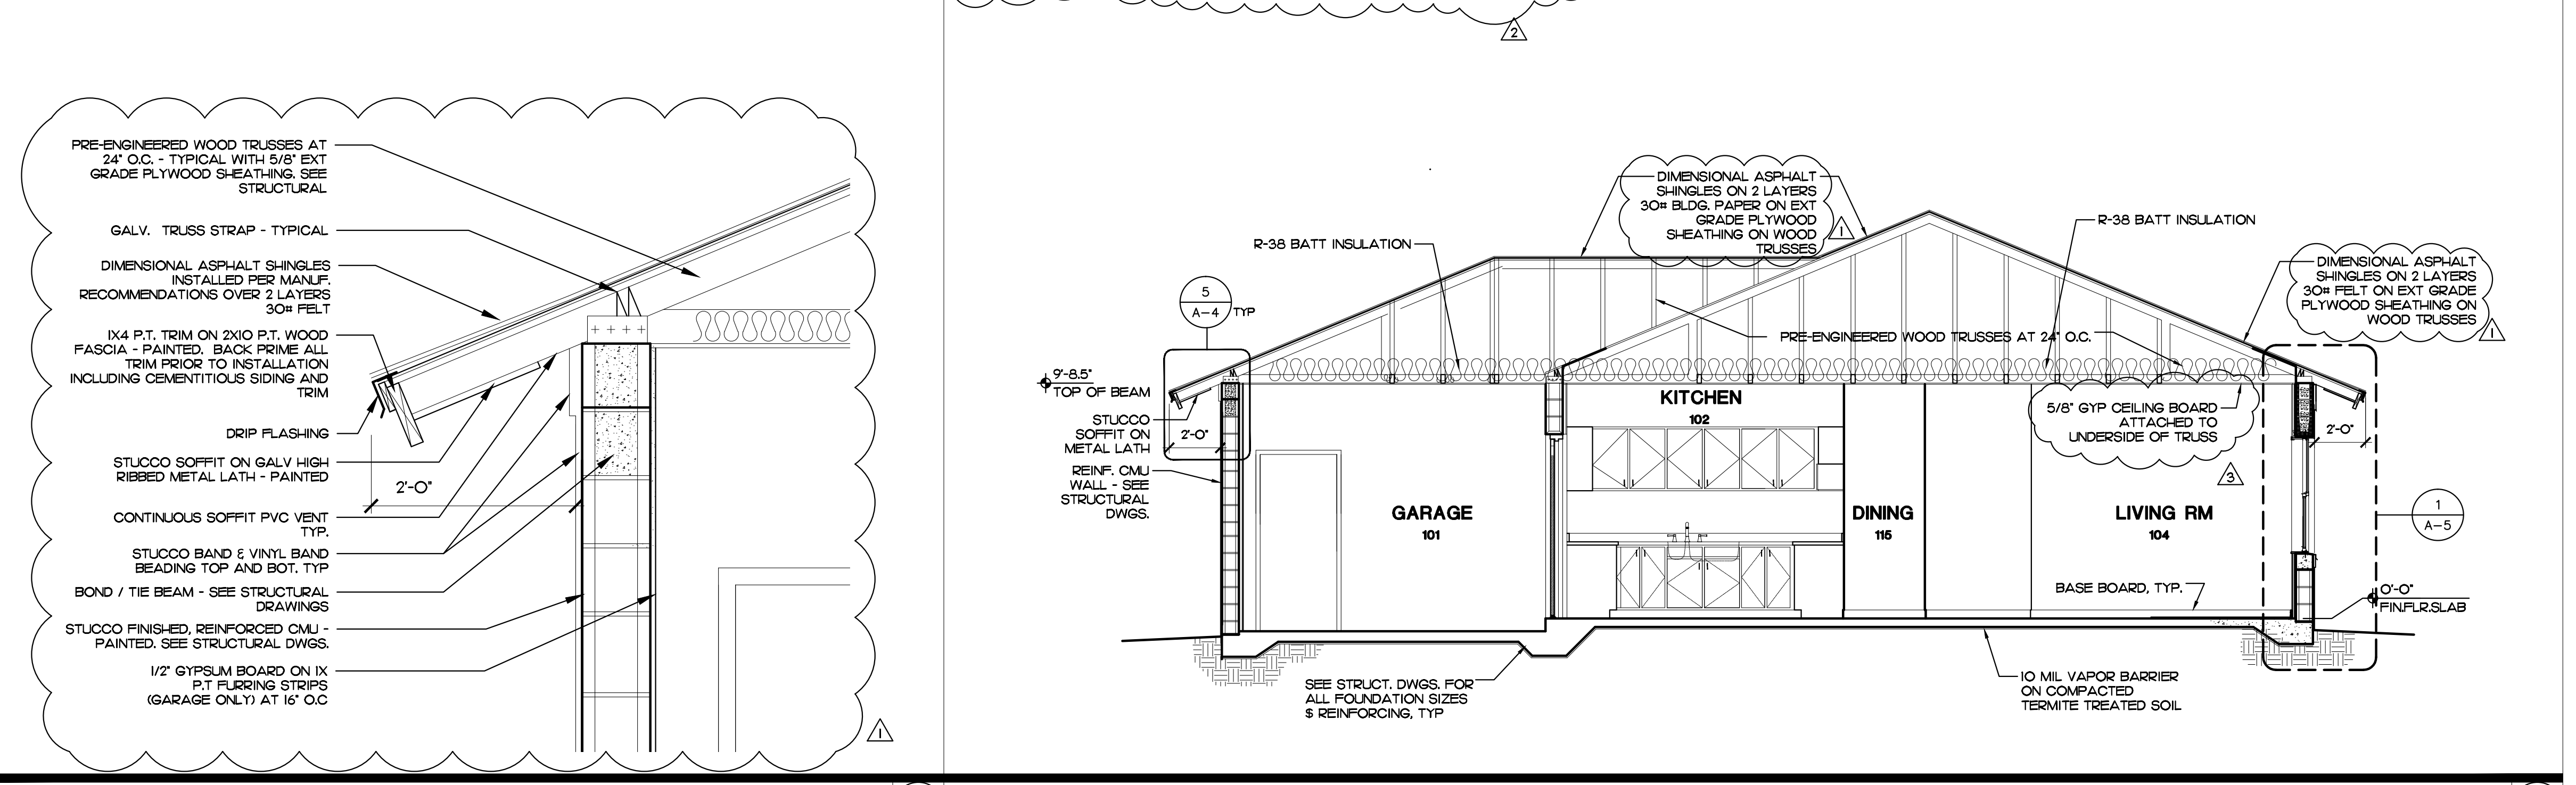 2
PRE-ENGINEERED WOOD TRUSSES AT
24" O.C. - TYPICAL WITH 5/8" EXT
GRADE PLYWOOD SHEATHING. SEE
STRUCTURAL
GALV. TRUSS STRAP - TYPICAL
DIMENSIONAL ASPHALT SHINGLES
INSTALLED PER MANUF.
RECOMMENDATIONS OVER 2 LAYERS
30# FELT
1X4 P.T. TRIM ON 2X10 P.T. WOOD
FASCIA - PAINTED. BACK PRIME ALL
TRIM PRIOR TO INSTALLATION
INCLUDING CEMENTITIOUS SIDING AND
TRIM
DRIP FLASHING
STUCCO SOFFIT ON GALV HIGH
RIBBED METAL LATH - PAINTED
2'-0"
CONTINUOUS SOFFIT PVC VENT
TYP.
STUCCO BAND & VINYL BAND
BEADING TOP AND BOT. TYP
BOND / TIE BEAM - SEE STRUCTURAL
DRAWINGS
STUCCO FINISHED, REINFORCED CMU -
PAINTED. SEE STRUCTURAL DWGS.
1/2" GYPSUM BOARD ON 1X
P.T FURRING STRIPS
(GARAGE ONLY) AT 16" O.C
1
DIMENSIONAL ASPHALT
SHINGLES ON 2 LAYERS
30# BLDG. PAPER ON EXT
GRADE PLYWOOD
SHEATHING ON WOOD
TRUSSES
1
R-38 BATT INSULATION
R-38 BATT INSULATION
DIMENSIONAL ASPHALT
SHINGLES ON 2 LAYERS
30# FELT ON EXT GRADE
PLYWOOD SHEATHING ON
WOOD TRUSSES
1
5
A-4
TYP
PRE-ENGINEERED WOOD TRUSSES AT 24" O.C.
9'-8.5"
TOP OF BEAM
STUCCO
SOFFIT ON
METAL LATH
2'-0"
REINF. CMU
WALL - SEE
STRUCTURAL
DWGS.
KITCHEN
102
5/8" GYP CEILING BOARD
ATTACHED TO
UNDERSIDE OF TRUSS
3
2'-0"
GARAGE
101
DINING
115
LIVING RM
104
1
A-5
BASE BOARD, TYP.
0'-0"
FIN.FLR.SLAB
SEE STRUCT. DWGS. FOR
ALL FOUNDATION SIZES
$ REINFORCING, TYP
10 MIL VAPOR BARRIER
ON COMPACTED
TERMITE TREATED SOIL